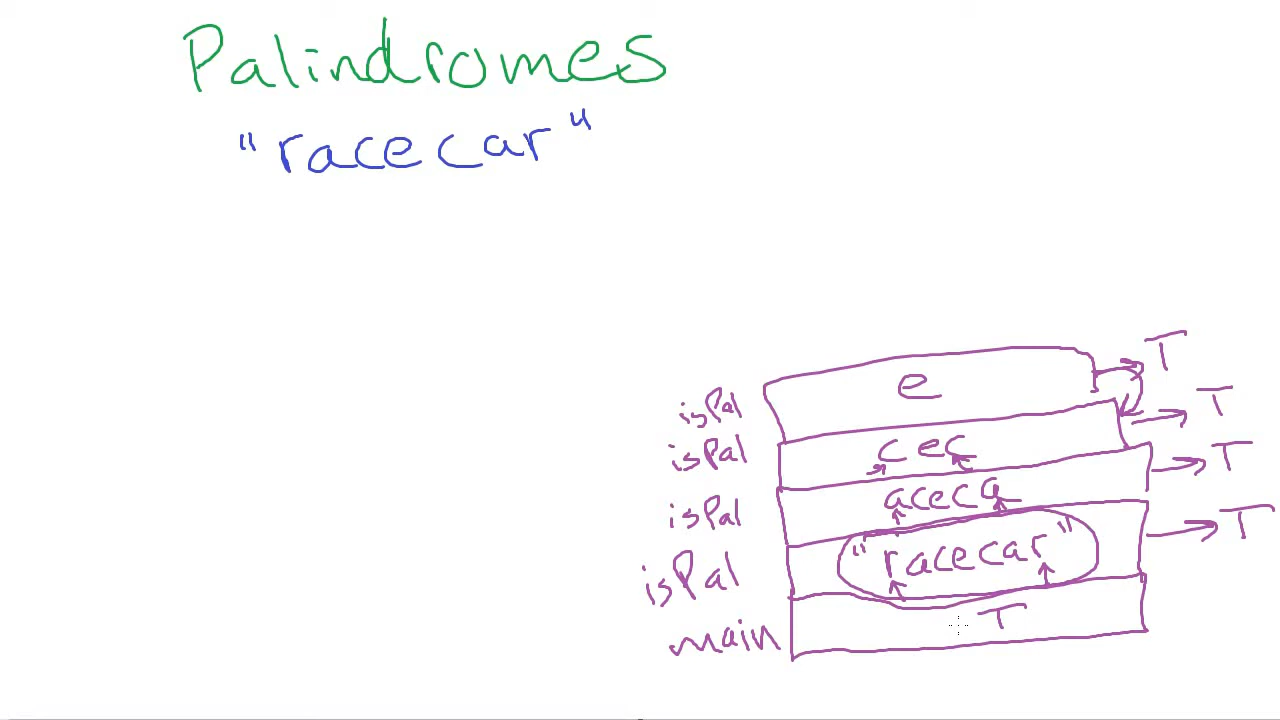 Palindromes
"racecar"
T
isPal e T
isPal cec T
isPal aceca T
isPal "racecar"
main T